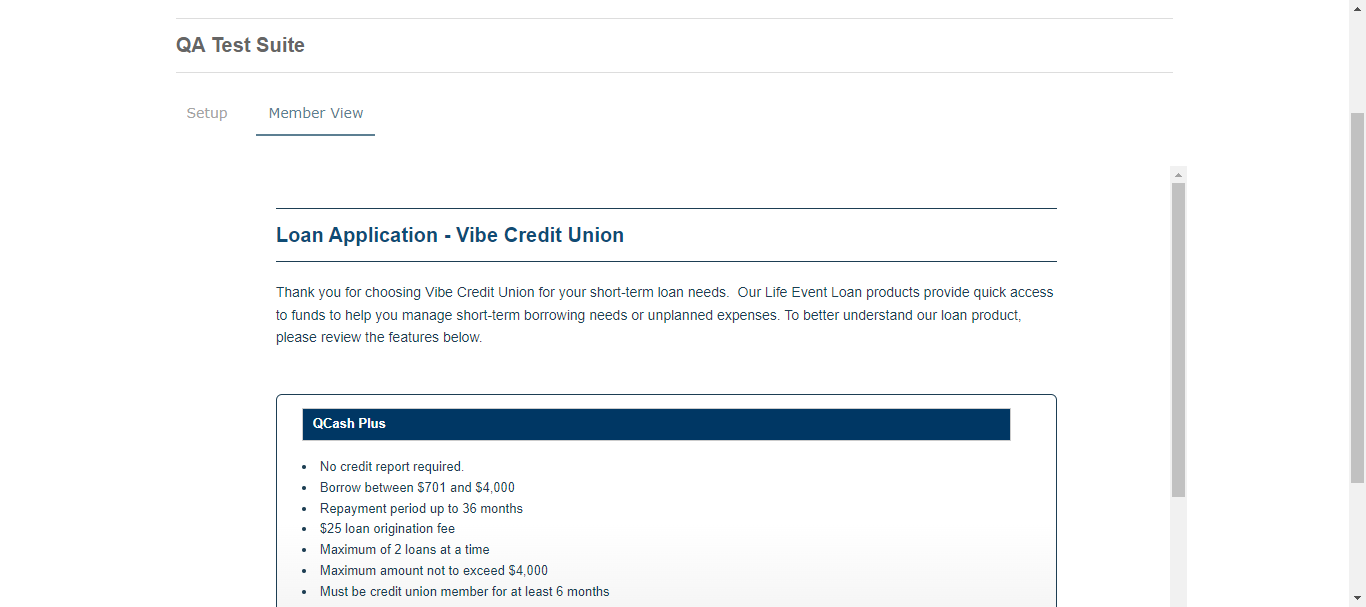 QA Test Suite
Setup
Member View
Loan Application - Vibe Credit Union
Thank you for choosing Vibe Credit Union for your short-term loan needs.  Our Life Event Loan products provide quick access
to funds to help you manage short-term borrowing needs or unplanned expenses. To better understand our loan product,
please review the features below.
QCash Plus
No credit report required.
Borrow between $701 and $4,000
Repayment period up to 36 months
$25 loan origination fee
Maximum of 2 loans at a time
Maximum amount not to exceed $4,000
Must be credit union member for at least 6 months